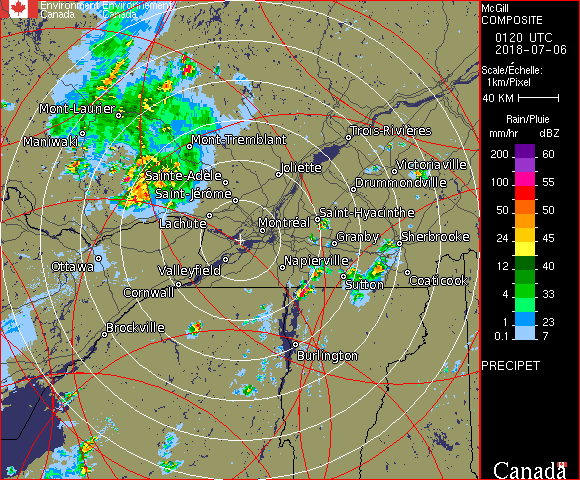 Environment Environnement
Canada Canada
McGill
COMPOSITE
0120 UTC
2018-07-06
Scale/Échelle:
1km/Pixel
40 KM
Rain/Pluie
mm/hr dBZ
200 60
100 55
50 50
24 45
12 40
4 33
1 23
0.1 7
PRECIPET
Canada
Mont-Laurier
Maniwaki
Mont-Tremblant
Trois-Rivières
Joliette
Victoriaville
Drummondville
Sainte-Adèle
Saint-Jérôme
Lachute
Montréal
Saint-Hyacinthe
Granby
Sherbrooke
Ottawa
Valleyfield
Napierville
Cornwall
Sutton
Coaticook
Brockville
Burlington